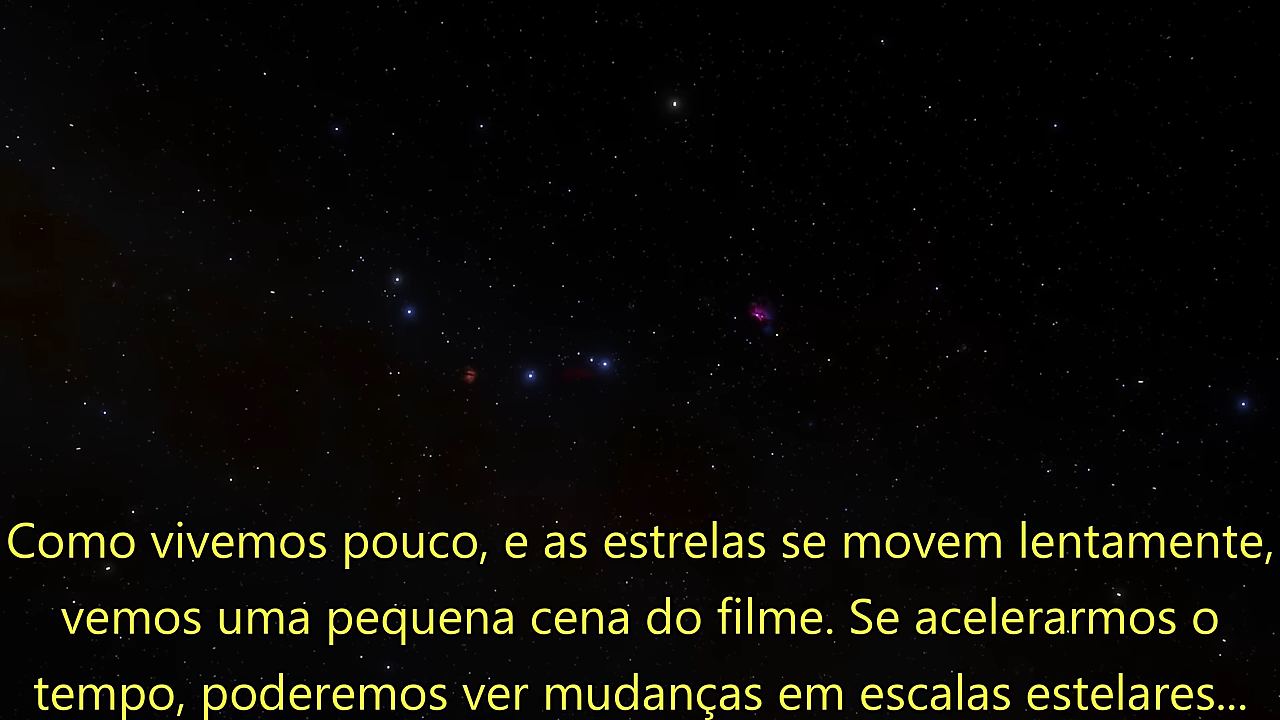 Como vivemos pouco, e as estrelas se movem lentamente,
vemos uma pequena cena do filme. Se acelerarmos o
tempo, poderemos ver mudanças em escalas estelares...